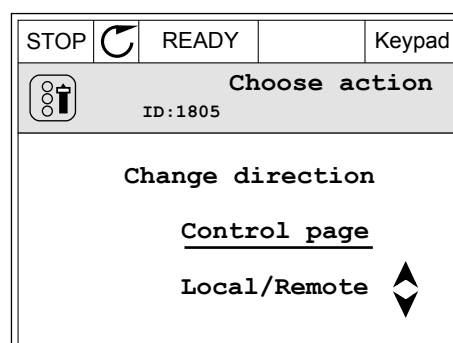 STOP READY Keypad
Choose action
ID:1805
Change direction
Control page
Local/Remote